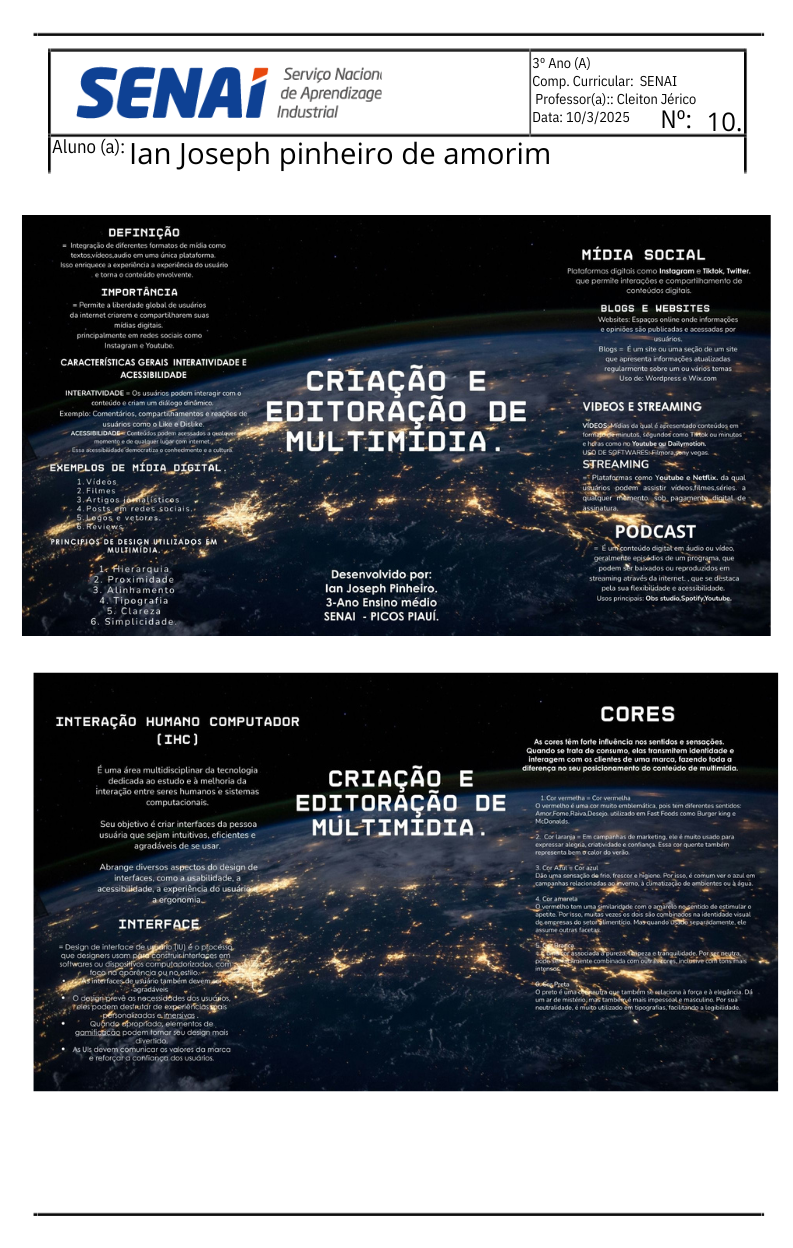 SENAI
Serviço Nacion
de Aprendizage
Industrial
3º Ano (A)
Comp. Curricular: SENAI
Professor(a):: Cleiton Jérico
Data: 10/3/2025
Nº: 10.
Aluno (a): Ian Joseph pinheiro de amorim
DEFINIÇÃO
= Integração de diferentes formatos de mídia como
textos,vídeos,audio em uma única plataforma.
Isso enriquece a experiência a experiência do usuário
e torna o conteúdo envolvente.
IMPORTÂNCIA
= Permite a liberdade global de usuários
da internet criarem e compartilharem suas
mídias digitais.
principalmente em redes sociais como
Instagram e Youtube.
CARACTERÍSTICAS GERAIS INTERATIVIDADE E
ACESSIBILIDADE
INTERATIVIDADE = Os usuários podem interagir com o
conteúdo e criam um diálogo dinâmico.
Exemplo: Comentários, compartilhamentos e reações de
usuários como o Like e Dislike.
ACESSIBILIDADE= Conteúdos podem acessados a qualquer
momento e de qualquer lugar com internet.
Essa acessibilidade democratiza o conhecimento e a cultura.
EXEMPLOS DE MÍDIA DIGITAL.
1. Vídeos
2. Filmes
3. Artigos jornalísticos
4. Posts em redes sociais.
5. Logos e vetores.
6. Reviews
PRINCIPIOS DE DESIGN UTILIZADOS EM
MULTIMÍDIA.
1. Hierarquia
2. Proximidade
3. Alinhamento
4. Tipografia
5. Clareza
6. Simplicidade.
CRIAÇÃO E
EDITORAÇÃO DE
MULTIMÍDIA.
Desenvolvido por:
Ian Joseph Pinheiro.
3-Ano Ensino médio
SENAI - PICOS PIAUÍ.
MÍDIA SOCIAL
Plataformas digitais como Instagram e Tiktok, Twitter.
que permite interações e compartilhamento de
conteúdos digitais.
BLOGS E WEBSITES
Websites: Espaços online onde informações
e opiniões são publicadas e acessadas por
usuários.
Blogs = É um site ou uma seção de um site
que apresenta informações atualizadas
regularmente sobre um ou vários temas
Uso de: Wordpress e Wix.com
VIDEOS E STREAMING
VÍDEOS: Mídias da qual é apresentado conteúdos em
formato minutos, segundos como Tiktok ou minutos
e horas como no Youtube ou Dailymotion.
USO DE SOFTWARES: Filmora,sony vegas.
STREAMING
= Plataformas como Youtube e Netflix. da qual
usuários podem assistir vídeos,filmes,séries. a
qualquer momento. sob pagamento digital de
assinatura.
PODCAST
= É um conteúdo digital em áudio ou vídeo,
geralmente episódios de um programa, que
podem ser baixados ou reproduzidos em
streaming através da internet. , que se destaca
pela sua flexibilidade e acessibilidade.
Usos principais: Obs studio,Spotify,Youtube.
INTERAÇÃO HUMANO COMPUTADOR
(IHC)
É uma área multidisciplinar da tecnologia
dedicada ao estudo e à melhoria da
interação entre seres humanos e sistemas
computacionais.
Seu objetivo é criar interfaces da pessoa
usuária que sejam intuitivas, eficientes e
agradáveis de se usar.
Abrange diversos aspectos do design de
interfaces, como a usabilidade, a
acessibilidade, a experiência do usuário e
a ergonomia.
INTERFACE
= Design de interface de usuário (IU) é o processo
que designers usam para construir interfaces em
softwares ou dispositivos computadorizados, com
foco na aparência ou no estilo.
As interfaces de usuário também devem ser
agradáveis
• O design prevê as necessidades dos usuários,
eles podem desfrutar de experiências mais
personalizadas e imersivas .
• Quando apropriado, elementos de
gamificação podem tornar seu design mais
divertido.
• As UIs devem comunicar os valores da marca
e reforçar a confiança dos usuários.
CRIAÇÃO E
EDITORAÇÃO DE
MULTIMÍDIA.
CORES
As cores têm forte influência nos sentidos e sensações.
Quando se trata de consumo, elas transmitem identidade e
interagem com os clientes de uma marca, fazendo toda a
diferença no seu posicionamento do conteúdo de multimídia.
1. Cor vermelha = Cor vermelha
O vermelho é uma cor muito emblemática, pois tem diferentes sentidos:
Amor,Fome,Raiva,Desejo. utilizado em Fast Foods como Burger king e
McDonalds.
2. Cor laranja = Em campanhas de marketing, ele é muito usado para
expressar alegria, criatividade e confiança. Essa cor quente também
representa bem o calor do verão.
3. Cor Azul = Cor azul
Dão uma sensação de frio, frescor e higiene. Por isso, é comum ver o azul em
campanhas relacionadas ao inverno, à climatização de ambientes ou à água.
4. Cor amarela
O vermelho tem uma similaridade com o amarelo no sentido de estimular o
apetite. Por isso, muitas vezes os dois são combinados na identidade visual
de empresas do setor alimentício. Mas quando usada separadamente, ele
assume outras facetas.
5. Cor Branca
associada à pureza, limpeza e tranquilidade. Por ser neutra,
pode ser facilmente combinada com outras cores, inclusive com tons mais
intensos.
6. Cor Preta
O preto é uma cor neutra que também se relaciona à força e à elegância. Dá
um ar de mistério, mas também é mais impessoal e masculino. Por sua
neutralidade, é muito utilizado em tipografias, facilitando a legibilidade.